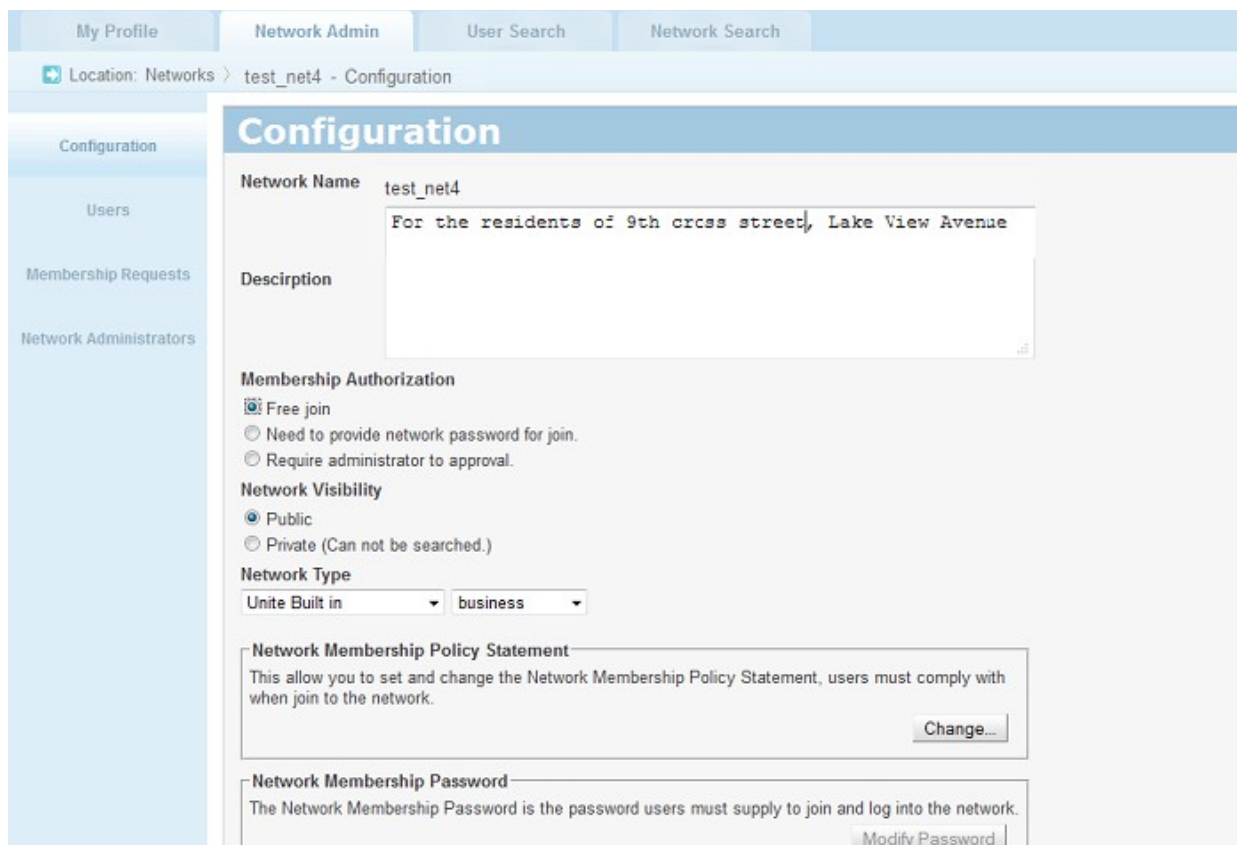 My Profile Network Admin User Search Network Search
Location: Networks 〉 test_net4 - Configuration
Configuration
Users
Membership Requests
Network Administrators
Configuration
Network Name test_net4
For the residents of 9th crcss street, Lake View Avenue
Descirption
Membership Authorization
Free join
Need to provide network password for join.
Require administrator to approval.
Network Visibility
Public
Private (Can not be searched.)
Network Type
Unite Built in business
Network Membership Policy Statement
This allow you to set and change the Network Membership Policy Statement, users must comply with
when join to the network.
Change...
Network Membership Password
The Network Membership Password is the password users must supply to join and log into the network.
Modify Password